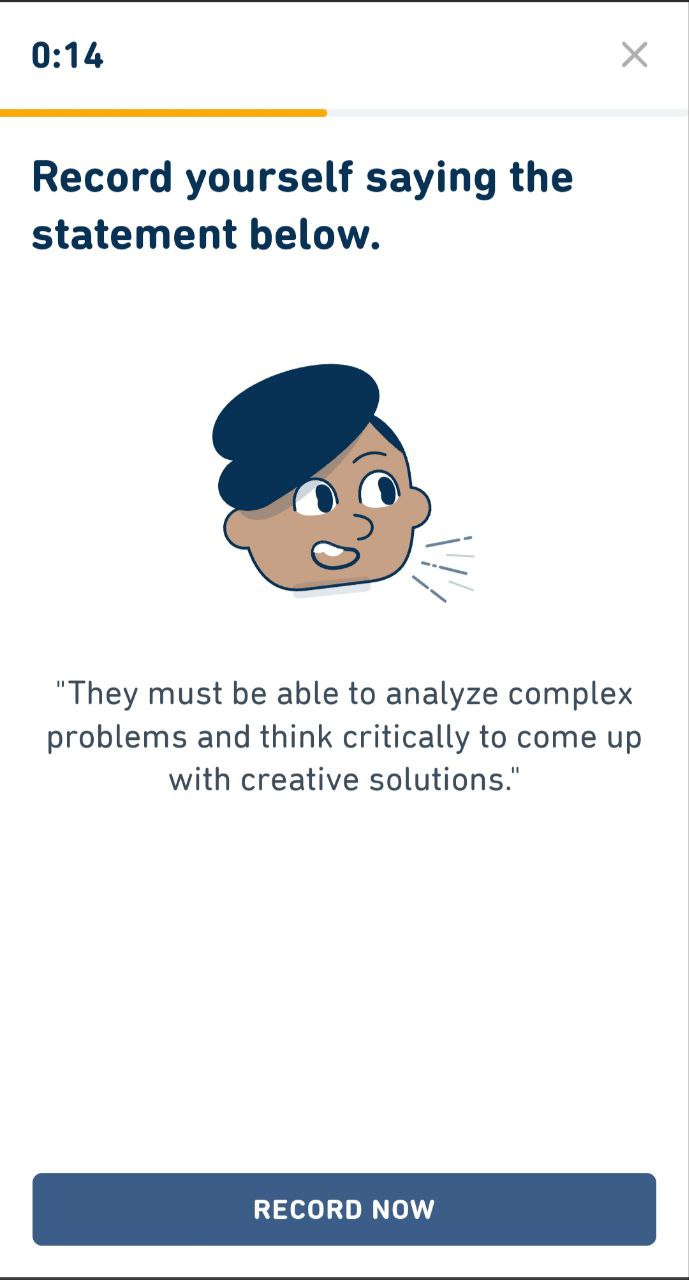 0:14
Record yourself saying the
statement below.
"They must be able to analyze complex
problems and think critically to come up
with creative solutions."
RECORD NOW